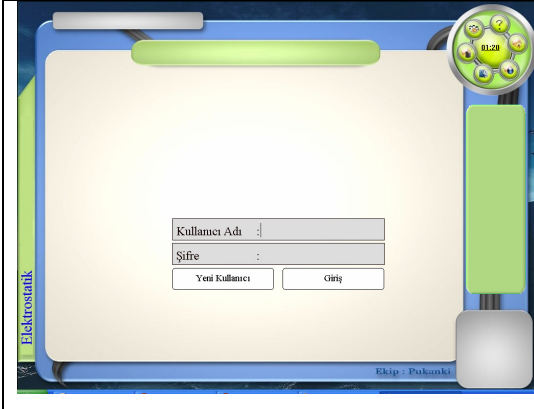 01:20
Kullanıcı Adı :
Şifre :
Yeni Kullanıcı
Giriş
Elektrostatik
Ekip : Pukanki